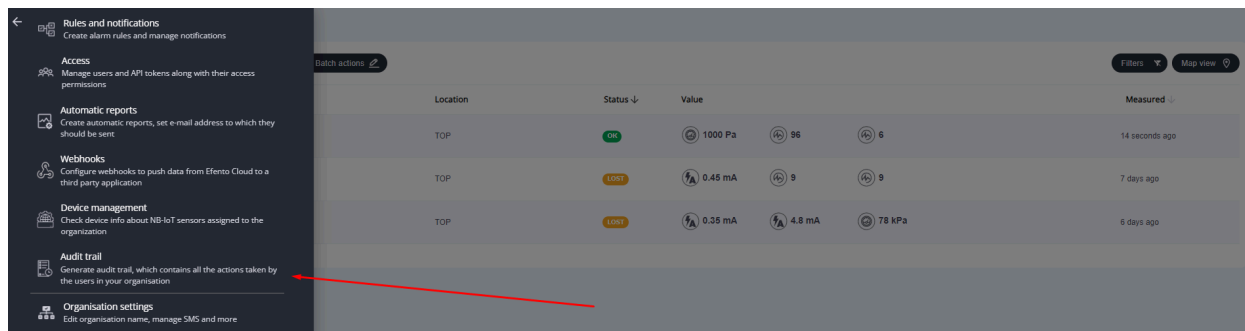 Rules and notifications
Create alarm rules and manage notifications
Access
Manage users and API tokens along with their access
permissions
Automatic reports
Create automatic reports, set e-mail address to which they
should be sent
Webhooks
Configure webhooks to push data from Efento Cloud to a
third party application
Device management
Check device info about NB-IoT sensors assigned to the
organization
Audit trail
Generate audit trail, which contains all the actions taken by
the users in your organisation
Organisation settings
Edit organisation name, manage SMS and more
Batch actions Filters Map view
Location Status Value Measured
TOP OK 1000 Pa 96 6 14 seconds ago
TOP LOST 0.45 mA 9 9 7 days ago
TOP LOST 0.35 mA 4.8 mA 78 kPa 6 days ago